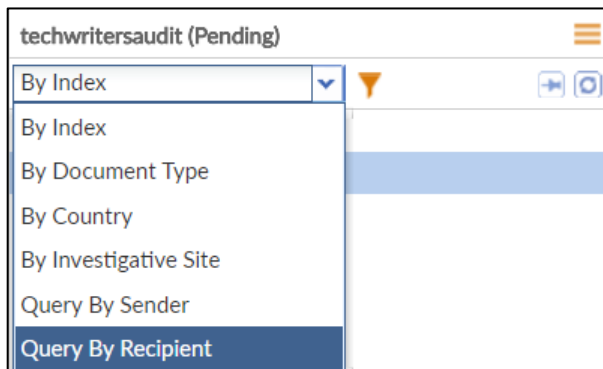 techwritersaudit (Pending)
By Index
By Index
By Document Type
By Country
By Investigative Site
Query By Sender
Query By Recipient